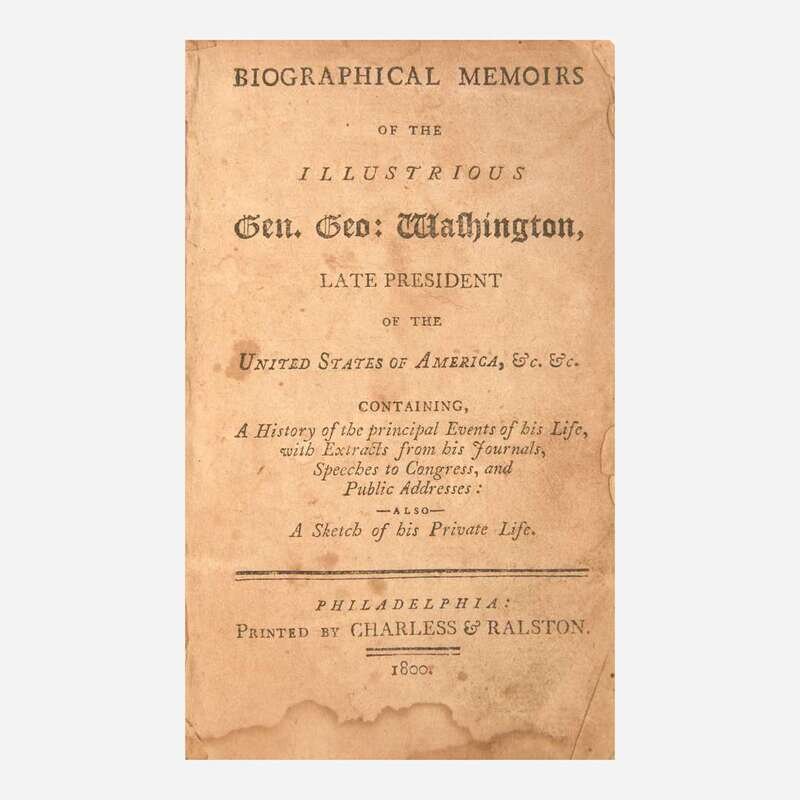 BIOGRAPHICAL MEMOIRS
OF THE
ILLUSTRIOUS
Gen. Geo: Waſhington,
LATE PRESIDENT
OF THE
UNITED STATES OF AMERICA, &c. &c.
CONTAINING,
A History of the principal Events of his Life,
with Extracts from his Journals,
Speeches to Congress, and
Public Addresses:
—ALSO—
A Sketch of his Private Life.
PHILADELPHIA:
PRINTED BY CHARLESS & RALSTON.
1800.